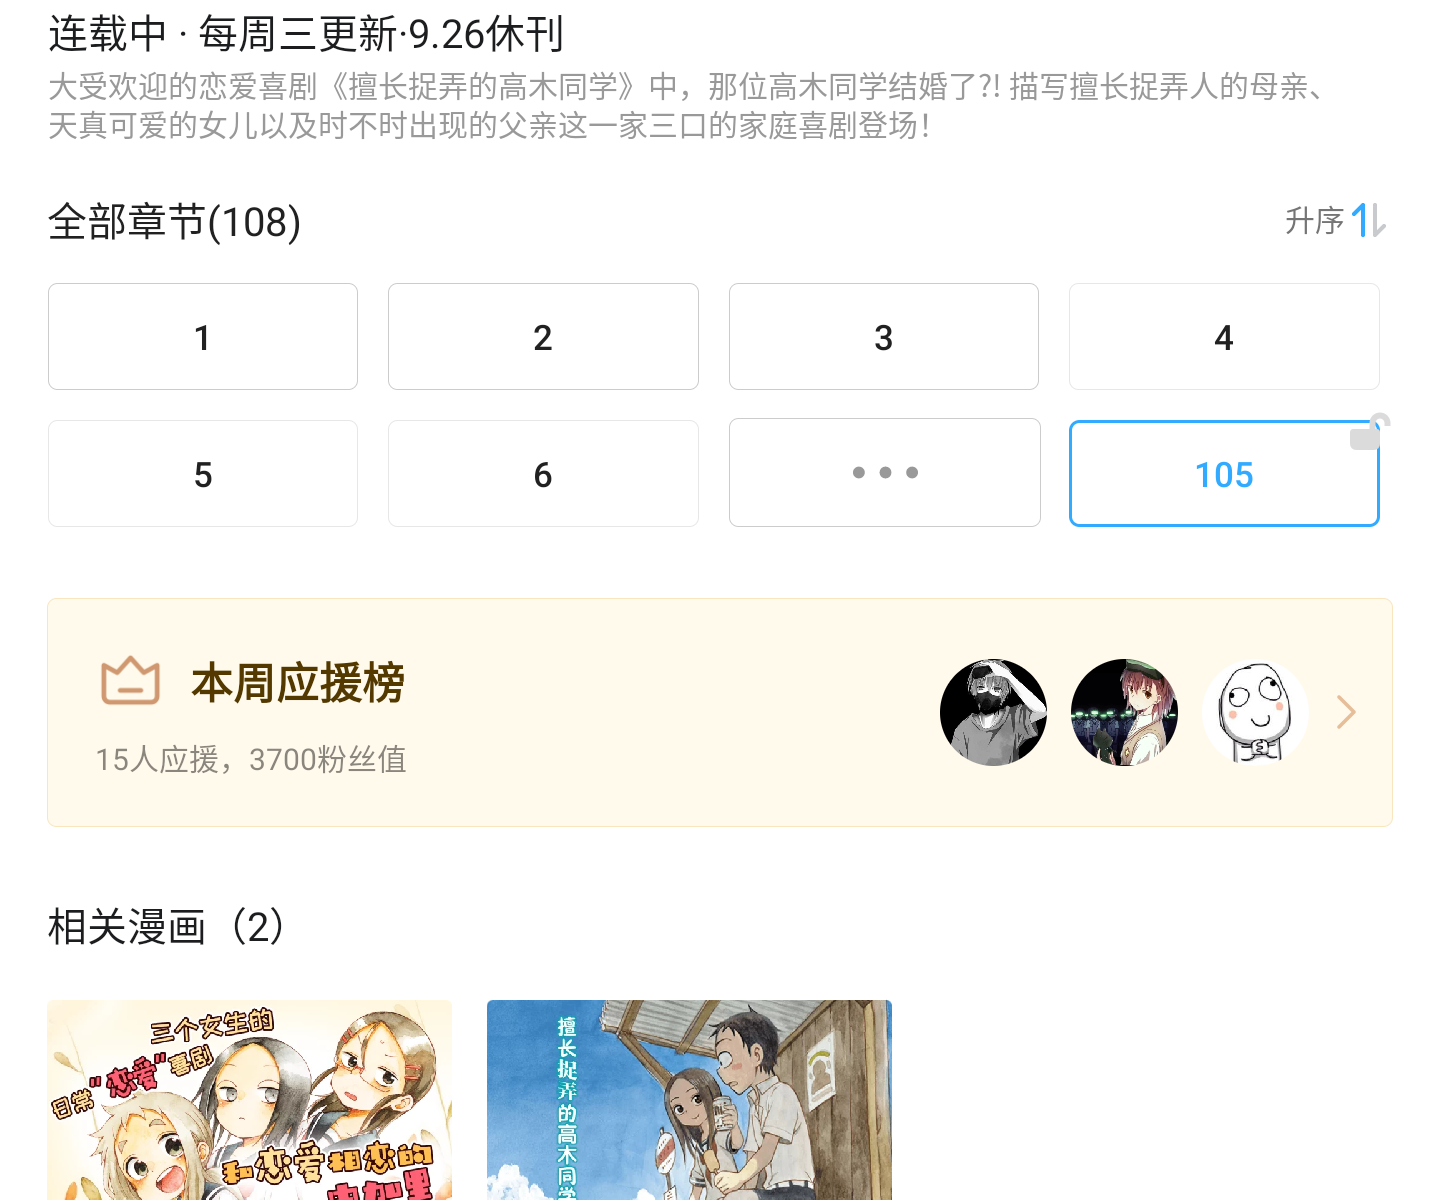 连载中 · 每周三更新·9.26休刊
大受欢迎的恋爱喜剧《擅长捉弄的高木同学》中，那位高木同学结婚了?! 描写擅长捉弄人的母亲、
天真可爱的女儿以及时不时出现的父亲这一家三口的家庭喜剧登场！
全部章节(108)
升序
1
2
3
4
5
6
105
本周应援榜
15人应援，3700粉丝值
相关漫画（2）
三个女生的
日常"恋爱"喜剧
和恋爱相恋的
擅长捉弄的高木同学